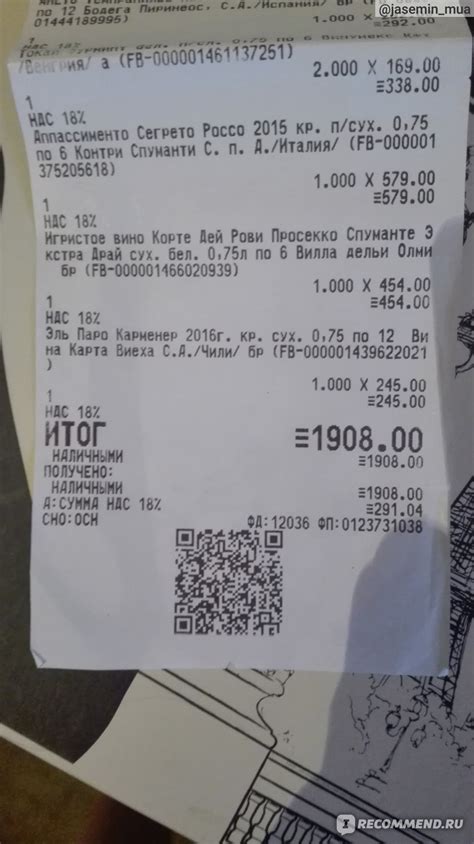 @jasemin_mua
по 12 Бодега Пиринеос, С.А./Испания/ бр
01444189995)
≡292.00
НДС 18%
/Венгрия/ а (FB-000001461137251)
2.000 X 169.00
≡338.00
1
НДС 18%
Аппассименто Сегрето Россо 2015 кр. п/сух. 0,75
по 6 Контри Спуманти С. п. А./Италия/ (FB-000001
375205618)
1.000 X 579.00
≡579.00
1
НДС 18%
Игристое вино Корте Дей Рови Просекко Спуманте Э
кстра Драй сух. бел. 0,75л по 6 Вилла дельи Олми
бр (FB-000001466020939)
1.000 X 454.00
≡454.00
1
НДС 18%
Эль Паро Карменер 2016г. кр. сух. 0,75 по 12 Ви
на Карта Виеха С.А./Чили/ бр (FB-000001439622021
)
1.000 X 245.00
≡245.00
1
НДС 18%
ИТОГ ≡1908.00
НАЛИЧНЫМИ ≡1908.00
ПОЛУЧЕНО:
НАЛИЧНЫМИ ≡1908.00
А:СУММА НДС 18% ≡291.04
СНО:ОСН ФД:12036 ФП:0123731038
IRECOMMEND.RU